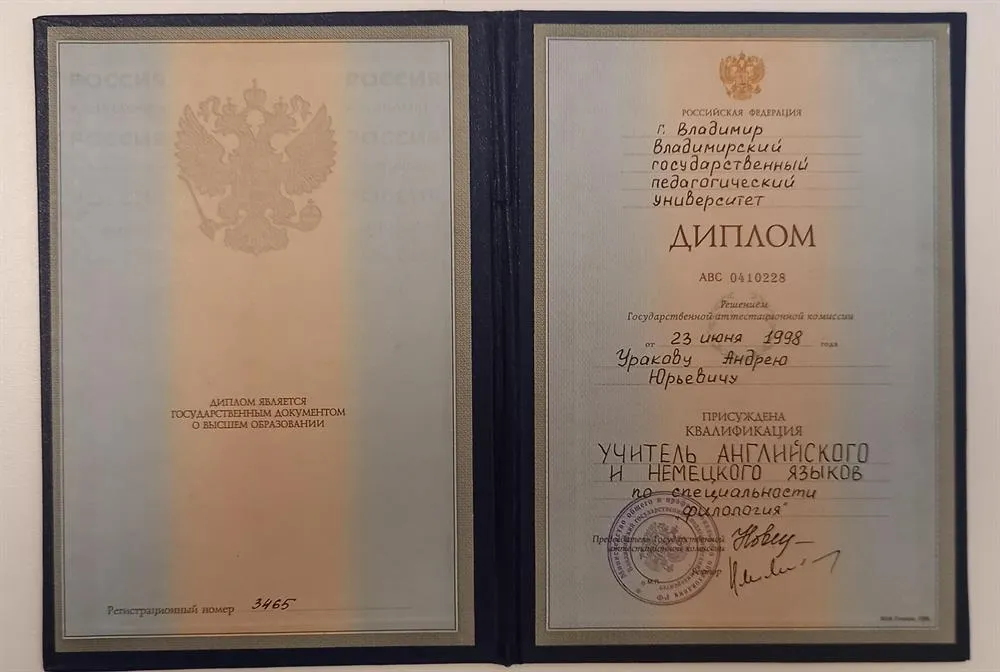 РОССИЯ РОССИЯ
РОССИЯ РОССИЯ
ДИПЛОМ ЯВЛЯЕТСЯ
ГОСУДАРСТВЕННЫМ ДОКУМЕНТОМ
О ВЫСШЕМ ОБРАЗОВАНИИ
Регистрационный номер 3465
РОССИЙСКАЯ ФЕДЕРАЦИЯ
г. Владимир
Владимирский
государственный
педагогический
университет
ДИПЛОМ
АВС 0410228
Решением
Государственной аттестационной комиссии
от 23 июня 1998 года
Уракову Андрею
Юрьевичу
ПРИСУЖДЕНА
КВАЛИФИКАЦИЯ
УЧИТЕЛЬ АНГЛИЙСКОГО
И НЕМЕЦКОГО ЯЗЫКОВ
по специальности
„филология"
Председатель Государственной
аттестационной комиссии
Ректор
М.П.